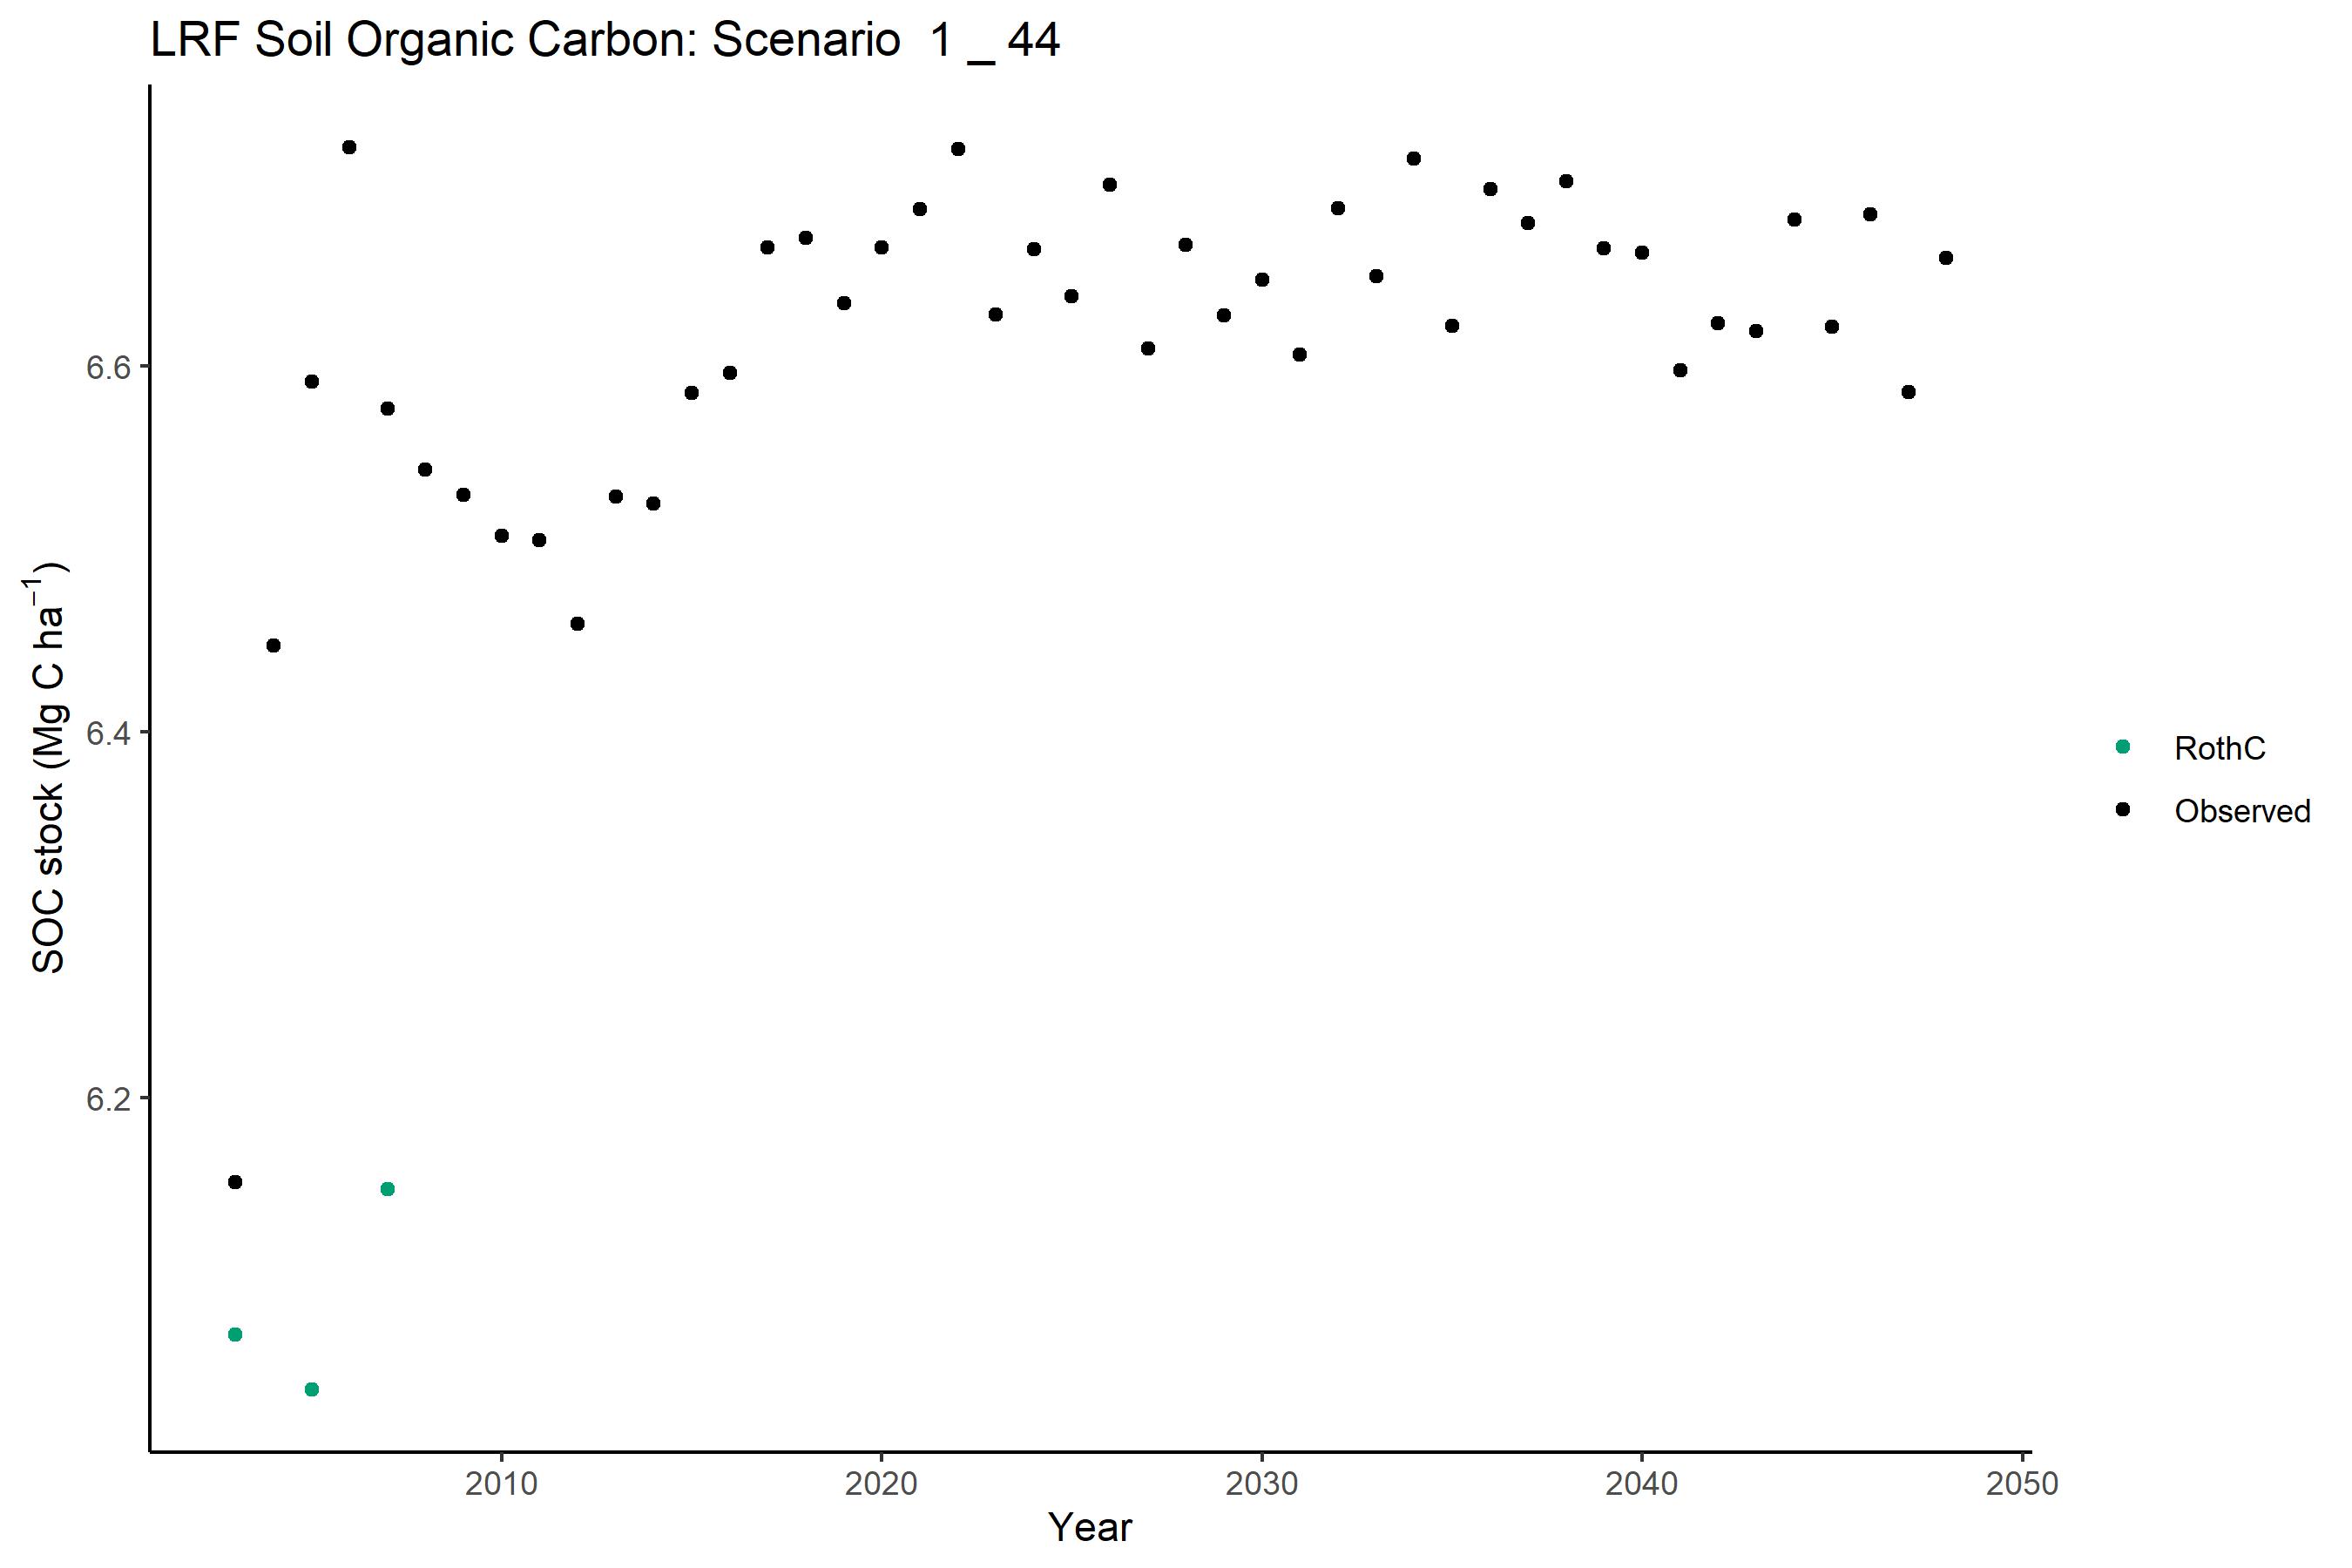 LRF Soil Organic Carbon: Scenario  1 _ 44
SOC stock (Mg C ha⁻¹)
6.6
6.4
6.2
2010
2020
2030
2040
2050
Year
RothC
Observed